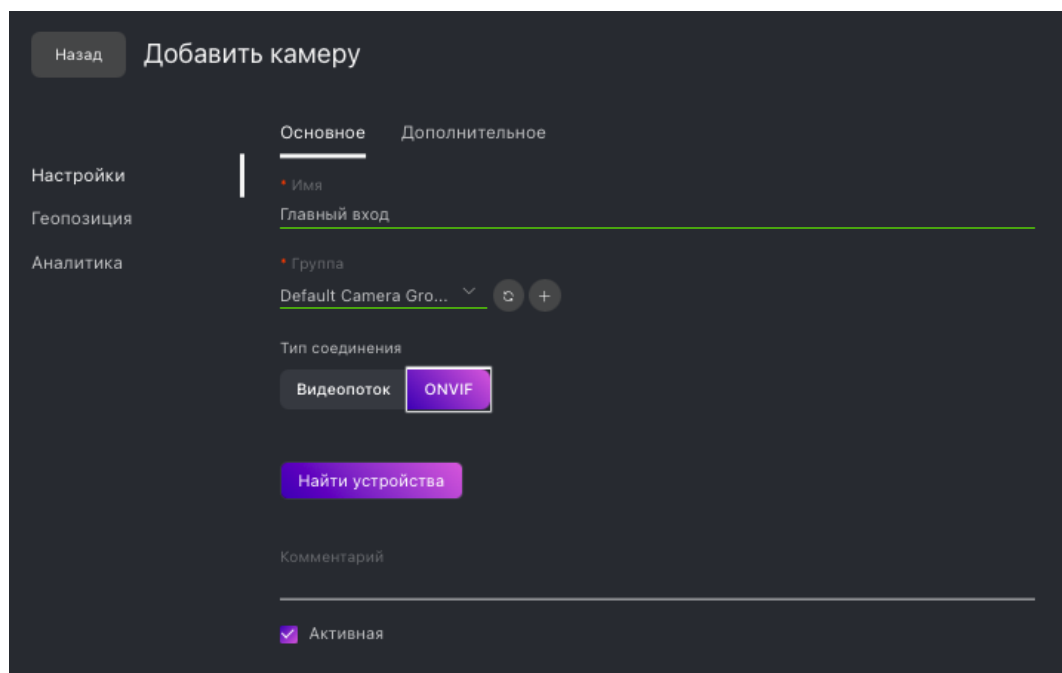 Назад
Добавить камеру
Основное Дополнительное
Настройки
Геопозиция
Аналитика
* Имя
Главный вход
* Группа
Default Camera Gro...
Тип соединения
Видеопоток ONVIF
Найти устройства
Комментарий
Активная